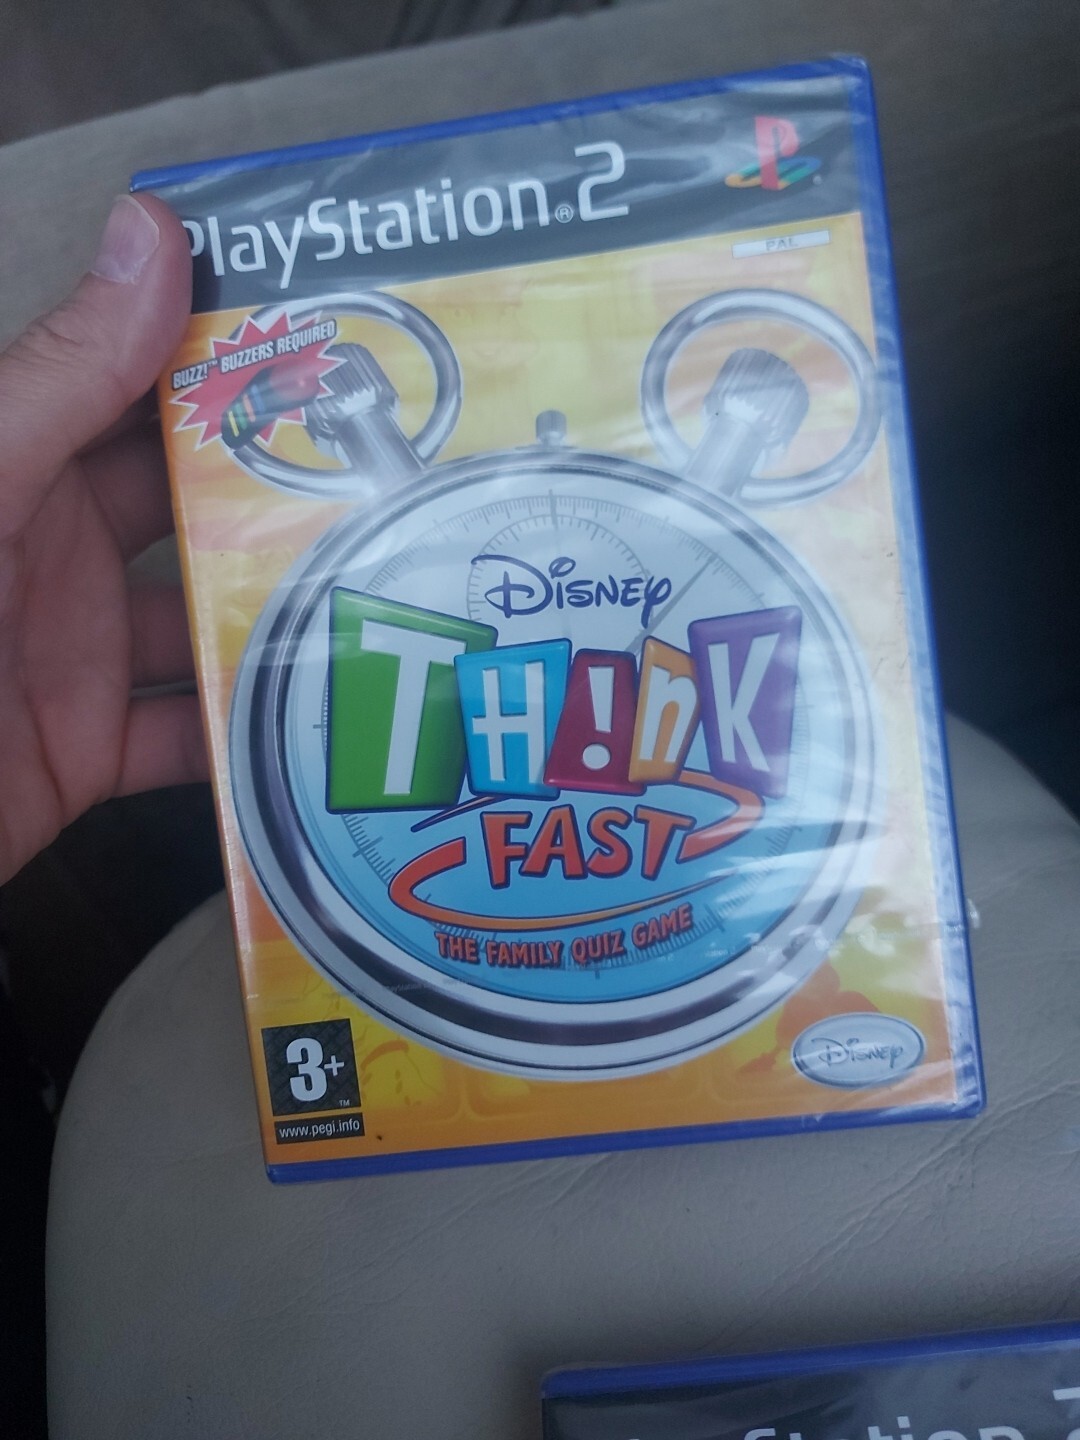 PlayStation®2
PAL
BUZZ!™ BUZZERS REQUIRED
Disney
TH!nK
FAST
THE FAMILY QUIZ GAME
3+
™
www.pegi.info
Disney